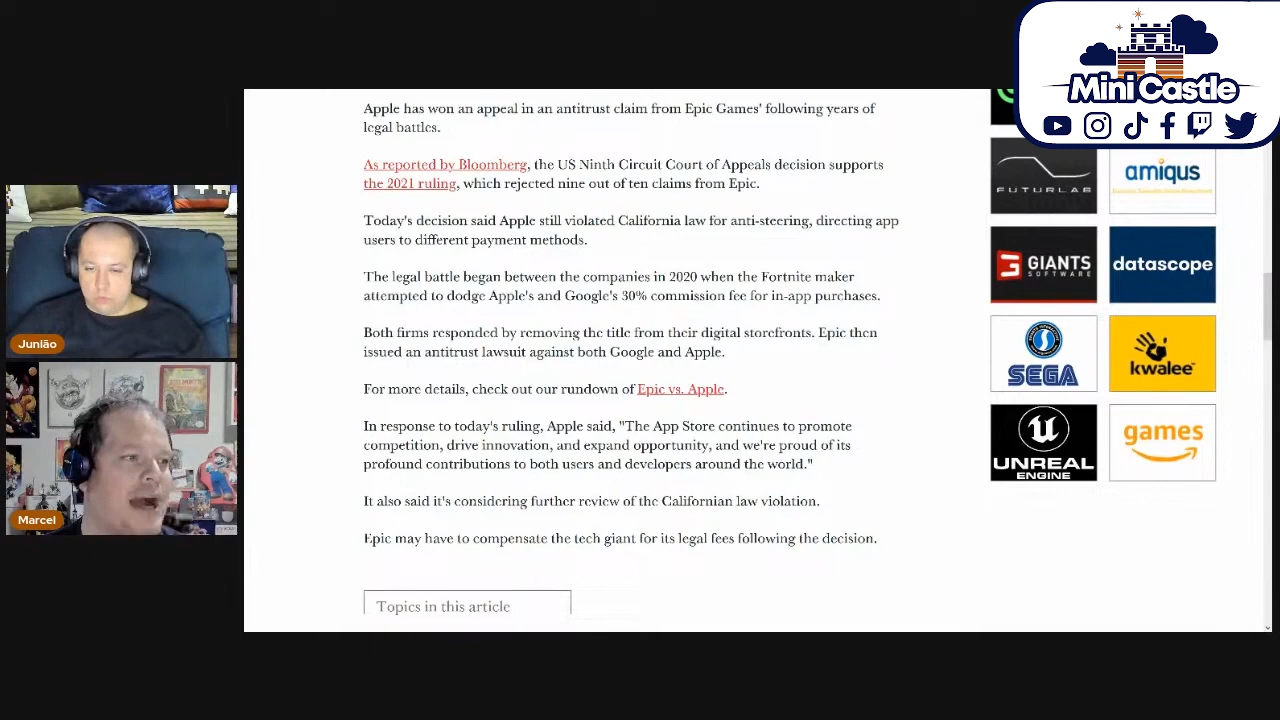 Mini Castle
Apple has won an appeal in an antitrust claim from Epic Games' following years of
legal battles.
As reported by Bloomberg, the US Ninth Circuit Court of Appeals decision supports
the 2021 ruling, which rejected nine out of ten claims from Epic.
Today's decision said Apple still violated California law for anti-steering, directing app
users to different payment methods.
The legal battle began between the companies in 2020 when the Fortnite maker
attempted to dodge Apple's and Google's 30% commission fee for in-app purchases.
Both firms responded by removing the title from their digital storefronts. Epic then
issued an antitrust lawsuit against both Google and Apple.
For more details, check out our rundown of Epic vs. Apple.
In response to today's ruling, Apple said, "The App Store continues to promote
competition, drive innovation, and expand opportunity, and we're proud of its
profound contributions to both users and developers around the world."
It also said it's considering further review of the Californian law violation.
Epic may have to compensate the tech giant for its legal fees following the decision.
Topics in this article
FUTURLAB
amiqus
GIANTS
SOFTWARE
datascope
SEGA
kwalee
UNREAL
ENGINE
games
Junião
Marcel